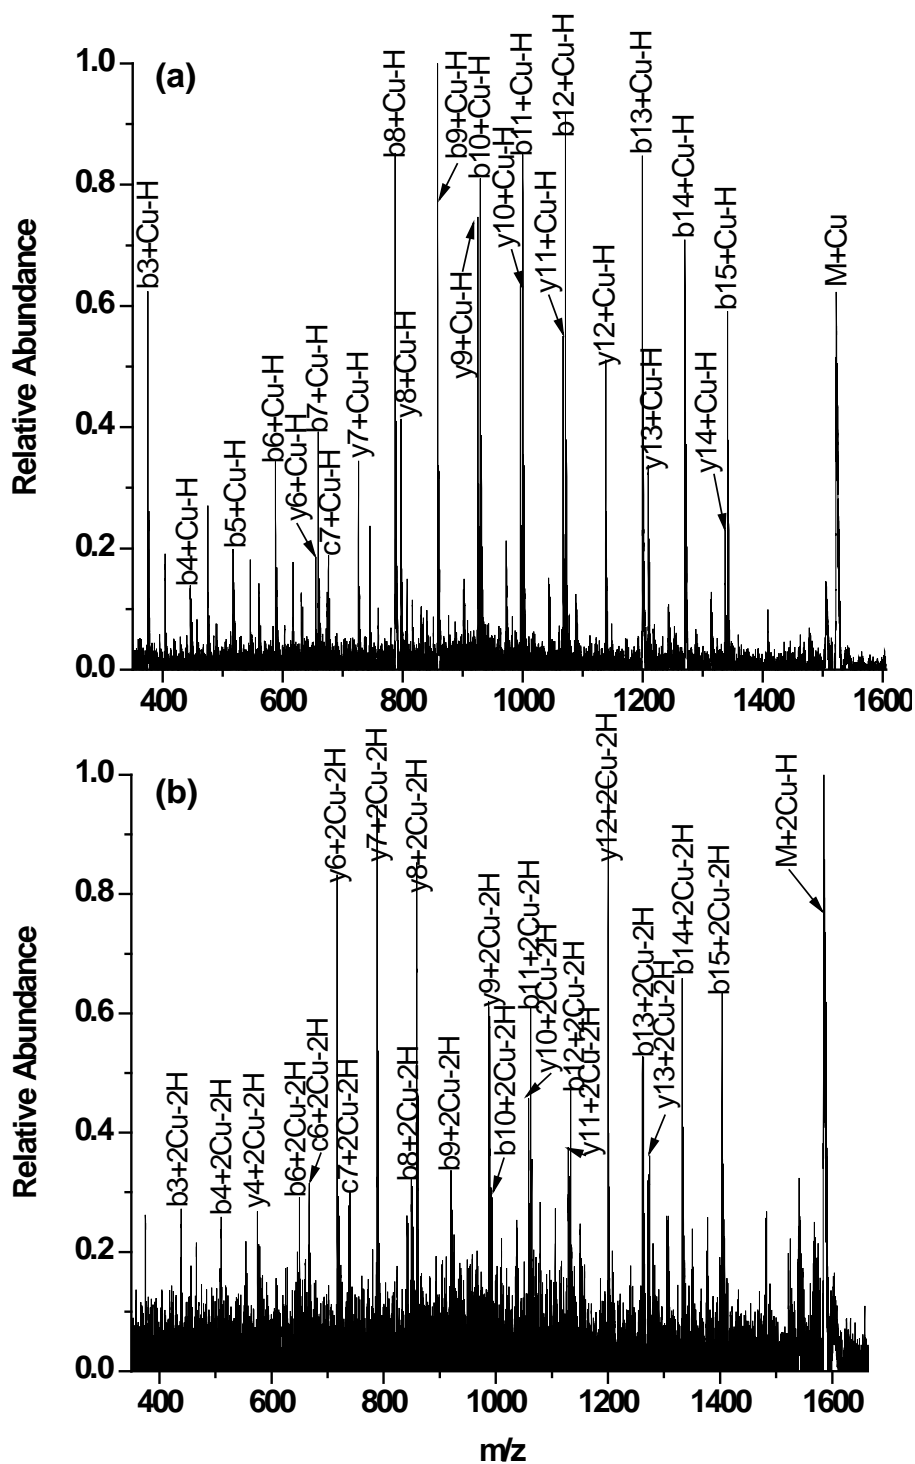 (a)
1.0
0.8
0.6
0.4
0.2
0.0
Relative Abundance
b3+Cu-H
b4+Cu-H
b5+Cu-H
b6+Cu-H
y6+Cu-H
b7+Cu-H
c7+Cu-H
y7+Cu-H
b8+Cu-H
y8+Cu-H
b9+Cu-H
y9+Cu-H
b10+Cu-H
y10+Cu-H
b11+Cu-H
y11+Cu-H
b12+Cu-H
y12+Cu-H
b13+Cu-H
y13+Cu-H
b14+Cu-H
y14+Cu-H
b15+Cu-H
M+Cu
400 600 800 1000 1200 1400 1600
(b)
1.0
0.8
0.6
0.4
0.2
0.0
Relative Abundance
b3+2Cu-2H
b4+2Cu-2H
y4+2Cu-2H
b6+2Cu-2H
c6+2Cu-2H
y6+2Cu-2H
c7+2Cu-2H
y7+2Cu-2H
b8+2Cu-2H
y8+2Cu-2H
b9+2Cu-2H
y9+2Cu-2H
b10+2Cu-2H
b11+2Cu-2H
y10+2Cu-2H
b12+2Cu-2H
y11+2Cu-2H
y12+2Cu-2H
b13+2Cu-2H
y13+2Cu-2H
b14+2Cu-2H
b15+2Cu-2H
M+2Cu-H
400 600 800 1000 1200 1400 1600
m/z